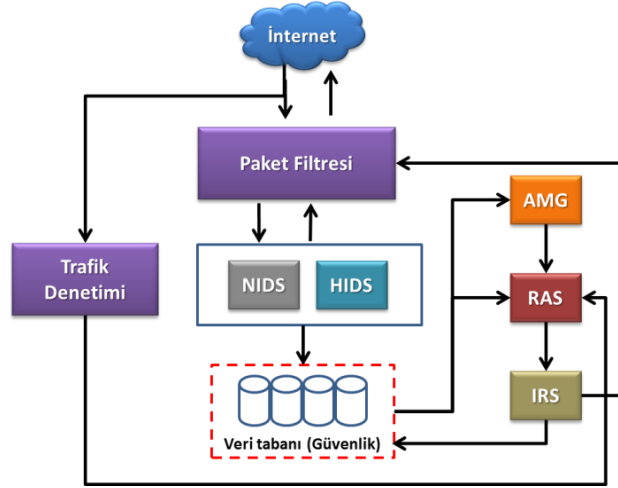 İnternet
Paket Filtresi
AMG
Trafik
Denetimi
NIDS
HIDS
RAS
IRS
Veri tabanı (Güvenlik)